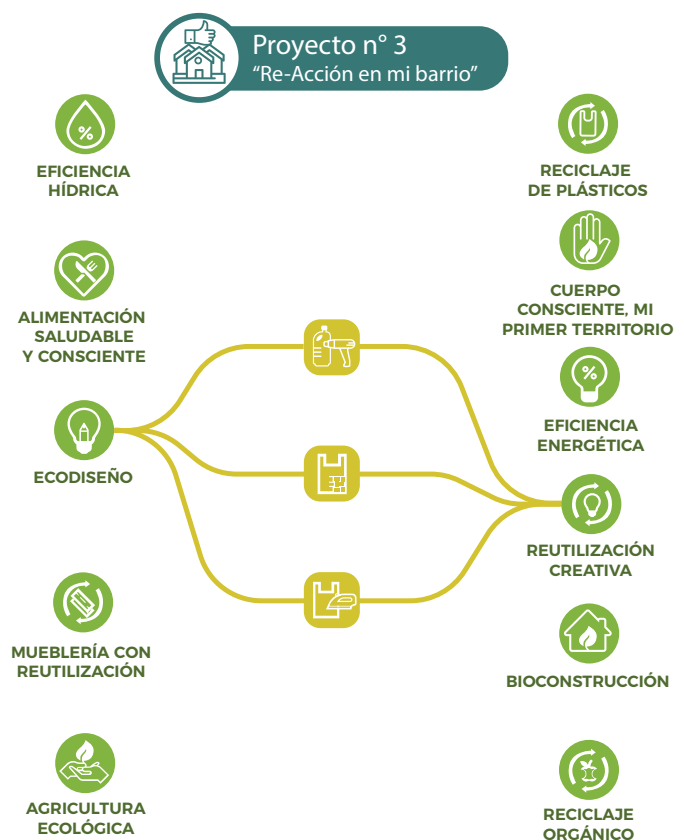 Proyecto n° 3
“Re-Acción en mi barrio”
%
EFICIENCIA
HÍDRICA
ALIMENTACIÓN
SALUDABLE
Y CONSCIENTE
ECODISEÑO
MUEBLERÍA CON
REUTILIZACIÓN
AGRICULTURA
ECOLÓGICA
RECICLAJE
DE PLÁSTICOS
CUERPO
CONSCIENTE, MI
PRIMER TERRITORIO
%
EFICIENCIA
ENERGÉTICA
REUTILIZACIÓN
CREATIVA
BIOCONSTRUCCIÓN
RECICLAJE
ORGÁNICO